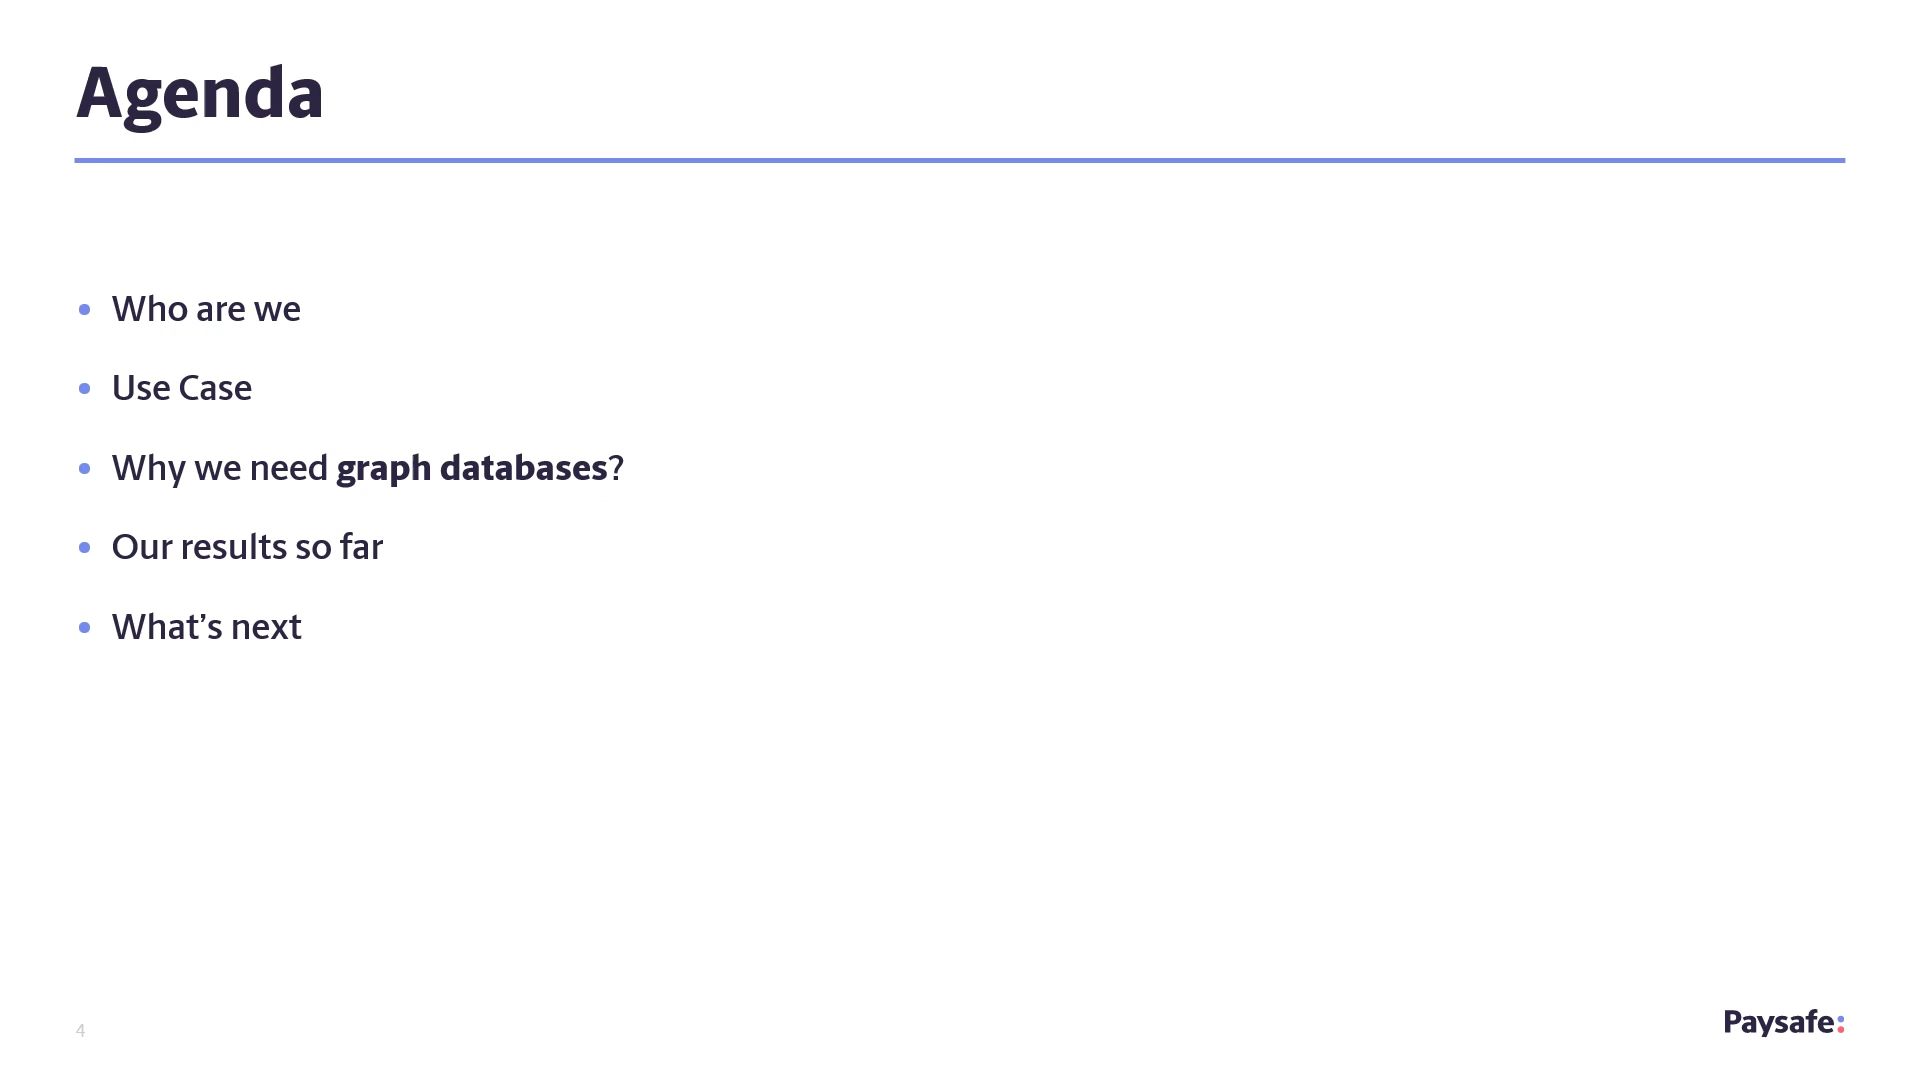 Agenda
• Who are we
• Use Case
• Why we need graph databases?
• Our results so far
• What’s next
4
Paysafe: